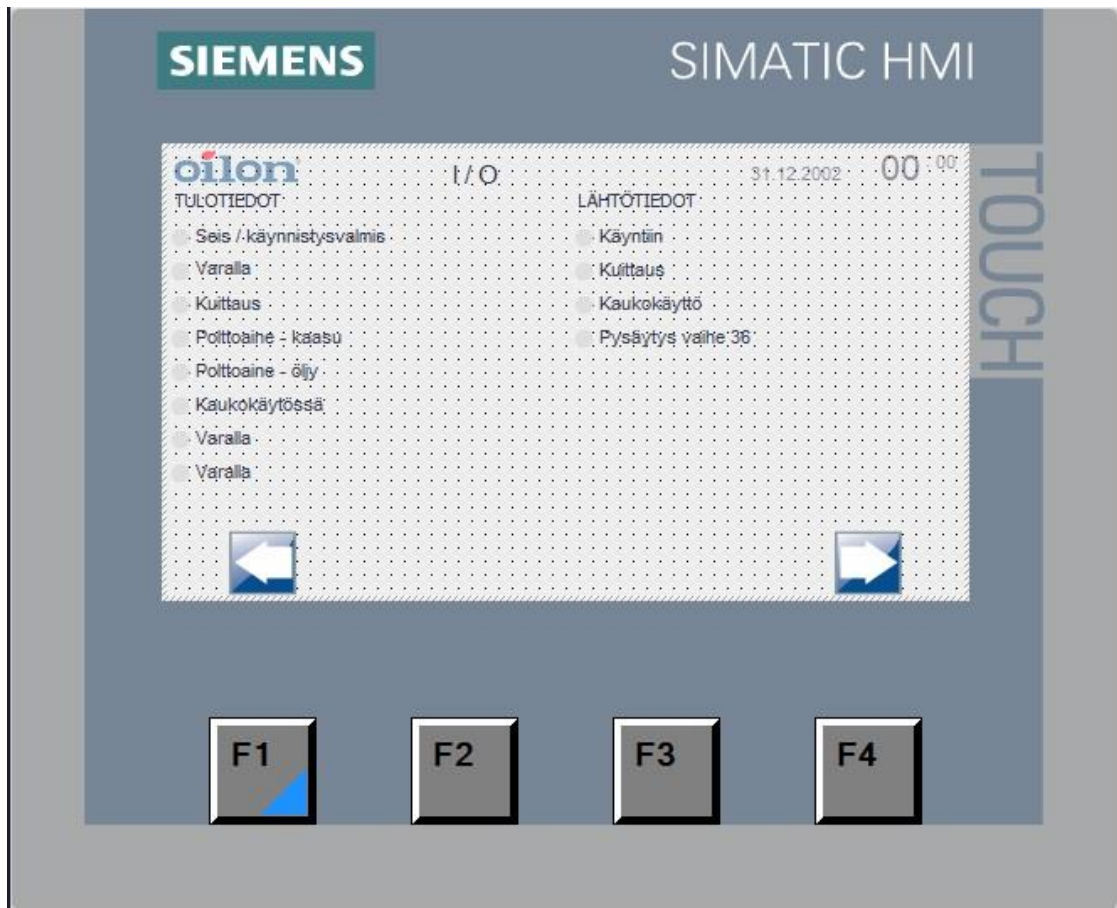 SIEMENS
SIMATIC HMI
TOUCH
oilon
I / O
31.12.2002
00:00
TULOTIEDOT
Seis / käynnistysvalmis
Varalla
Kuittaus
Polttoaine - kaasu
Polttoaine - öljy
Kaukokäytössä
Varalla
Varalla
LÄHTÖTIEDOT
Käyntiin
Kuittaus
Kaukokäyttö
Pysäytys vaihe 36
F1
F2
F3
F4